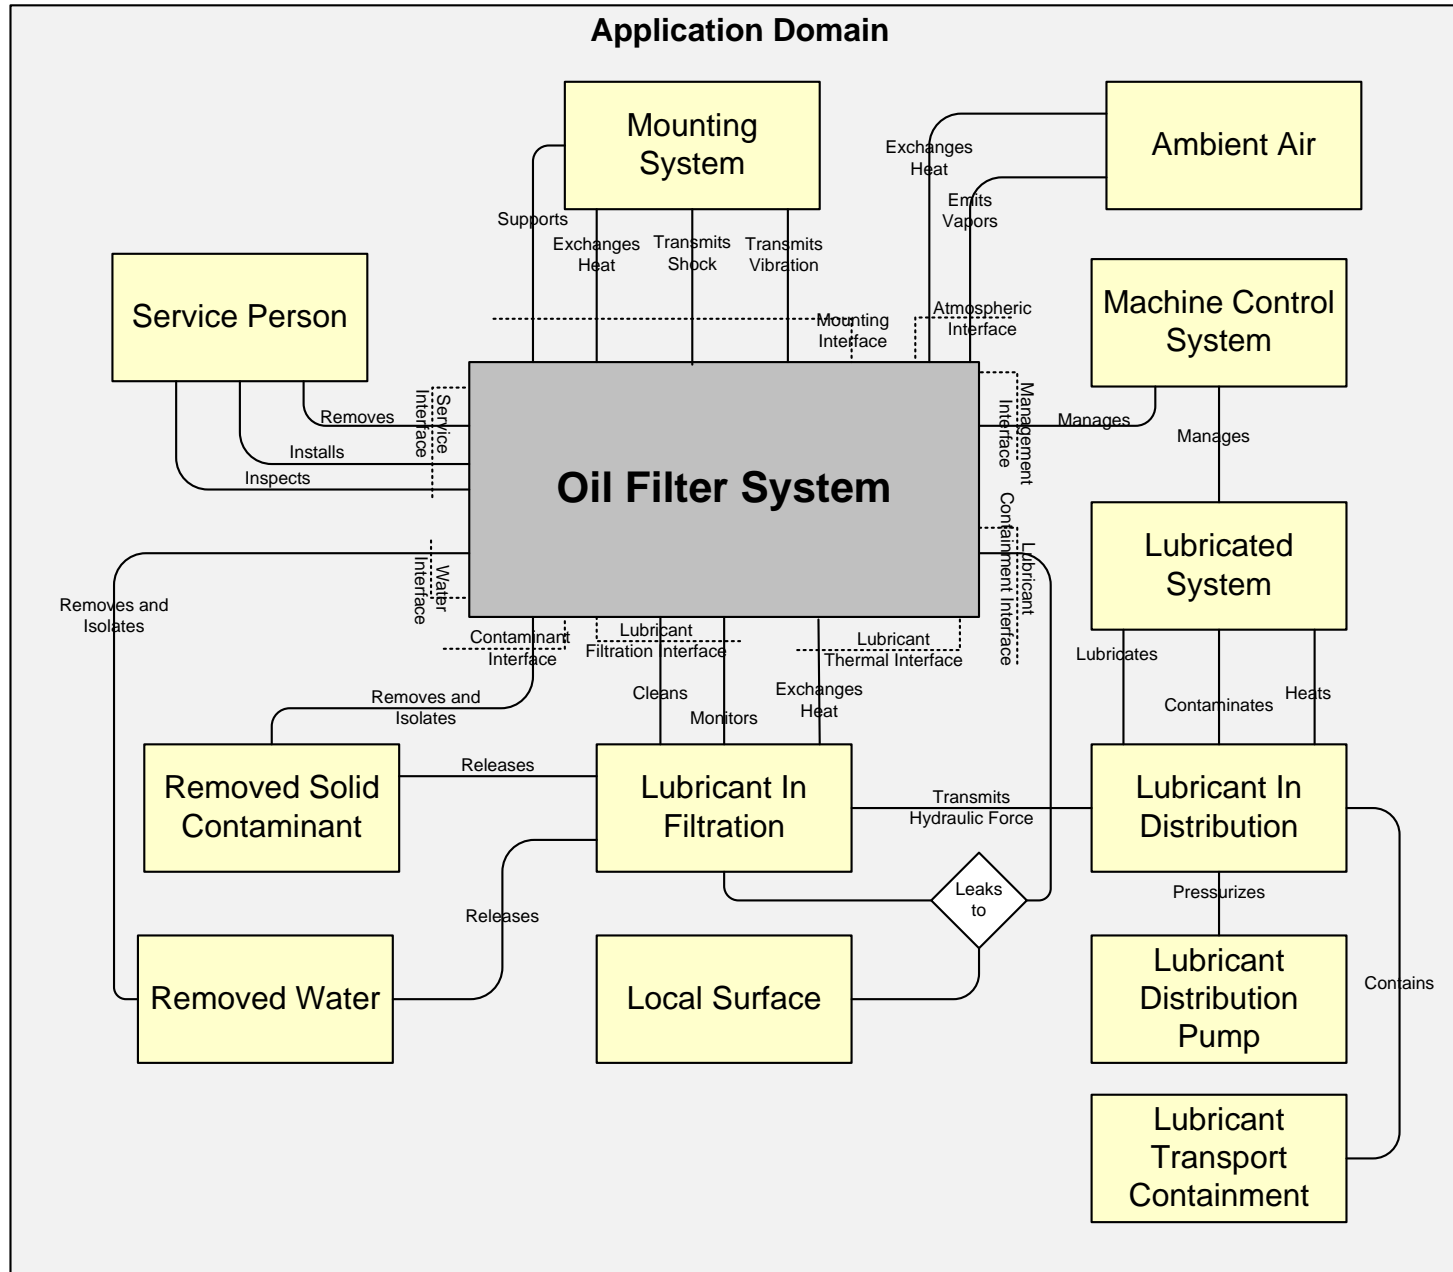 Application Domain
Mounting
System
Ambient Air
Exchanges
Heat
Emits
Vapors
Supports
Exchanges
Heat
Transmits
Shock
Transmits
Vibration
Service Person
Machine Control
System
Mounting
Interface
Atmospheric
Interface
Management
Interface
Service
Interface
Removes
Installs
Inspects
Manages
Manages
Oil Filter System
Lubricant
Containment Interface
Lubricated
System
Water
Interface
Removes and
Isolates
Contaminant
Interface
Lubricant
Filtration Interface
Lubricant
Thermal Interface
Lubricates
Contaminates
Heats
Removes and
Isolates
Cleans
Monitors
Exchanges
Heat
Removed Solid
Contaminant
Releases
Lubricant In
Filtration
Transmits
Hydraulic Force
Lubricant In
Distribution
Leaks
to
Pressurizes
Releases
Removed Water
Local Surface
Lubricant
Distribution
Pump
Contains
Lubricant
Transport
Containment